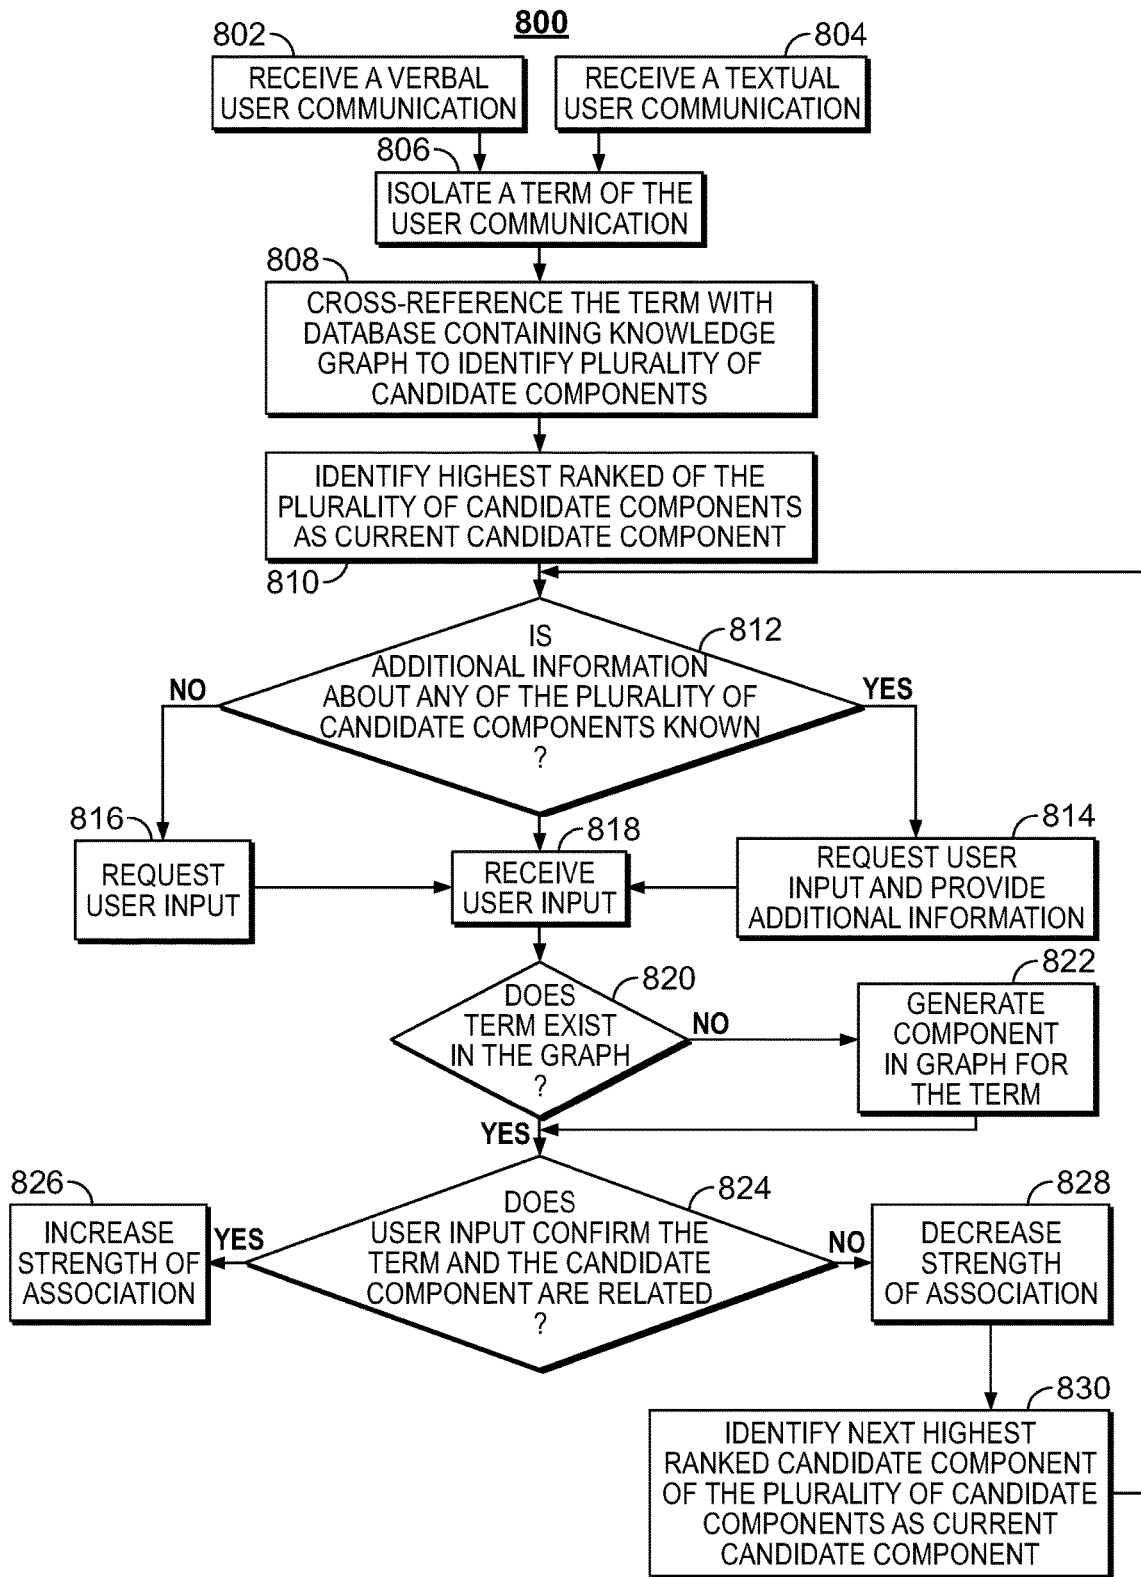 800
802
804
RECEIVE A VERBAL
USER COMMUNICATION
RECEIVE A TEXTUAL
USER COMMUNICATION
806
ISOLATE A TERM OF THE
USER COMMUNICATION
808
CROSS-REFERENCE THE TERM WITH
DATABASE CONTAINING KNOWLEDGE
GRAPH TO IDENTIFY PLURALITY OF
CANDIDATE COMPONENTS
IDENTIFY HIGHEST RANKED OF THE
PLURALITY OF CANDIDATE COMPONENTS
AS CURRENT CANDIDATE COMPONENT
810
812
IS
ADDITIONAL INFORMATION
ABOUT ANY OF THE PLURALITY OF
CANDIDATE COMPONENTS KNOWN
?
NO
YES
816
REQUEST
USER INPUT
818
RECEIVE
USER INPUT
814
REQUEST USER
INPUT AND PROVIDE
ADDITIONAL INFORMATION
820
DOES
TERM EXIST
IN THE GRAPH
?
NO
YES
822
GENERATE
COMPONENT
IN GRAPH FOR
THE TERM
824
DOES
USER INPUT CONFIRM THE
TERM AND THE CANDIDATE
COMPONENT ARE RELATED
?
YES
NO
826
INCREASE
STRENGTH OF
ASSOCIATION
828
DECREASE
STRENGTH
OF ASSOCIATION
830
IDENTIFY NEXT HIGHEST
RANKED CANDIDATE COMPONENT
OF THE PLURALITY OF CANDIDATE
COMPONENTS AS CURRENT
CANDIDATE COMPONENT